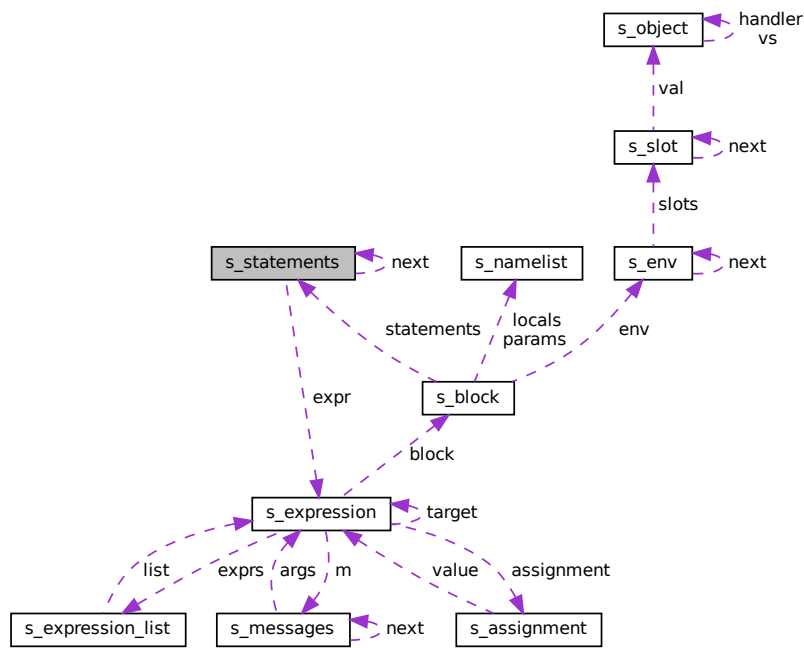 handler
s_object
vs
val
s_slot
next
slots
s_statements
next
s_namelist
s_env
next
statements
locals
params
env
expr
s_block
block
s_expression
target
list
exprs
args
m
value
assignment
s_expression_list
s_messages
next
s_assignment